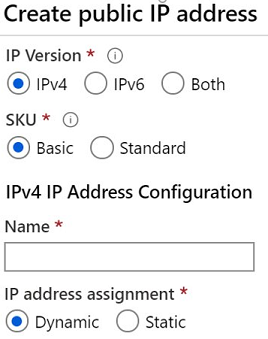 Create public IP address
IP Version * i
IPv4 IPv6 Both
SKU * i
Basic Standard
IPv4 IP Address Configuration
Name *
IP address assignment *
Dynamic Static